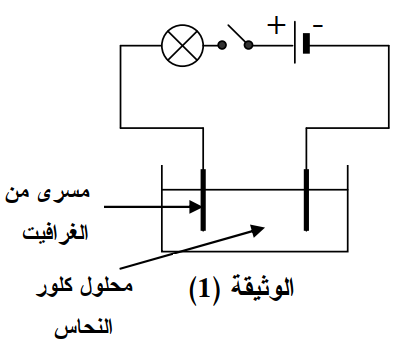 + -
مسرى من
الغرافيت
محلول كلور
النحاس
الوثيقة (1)